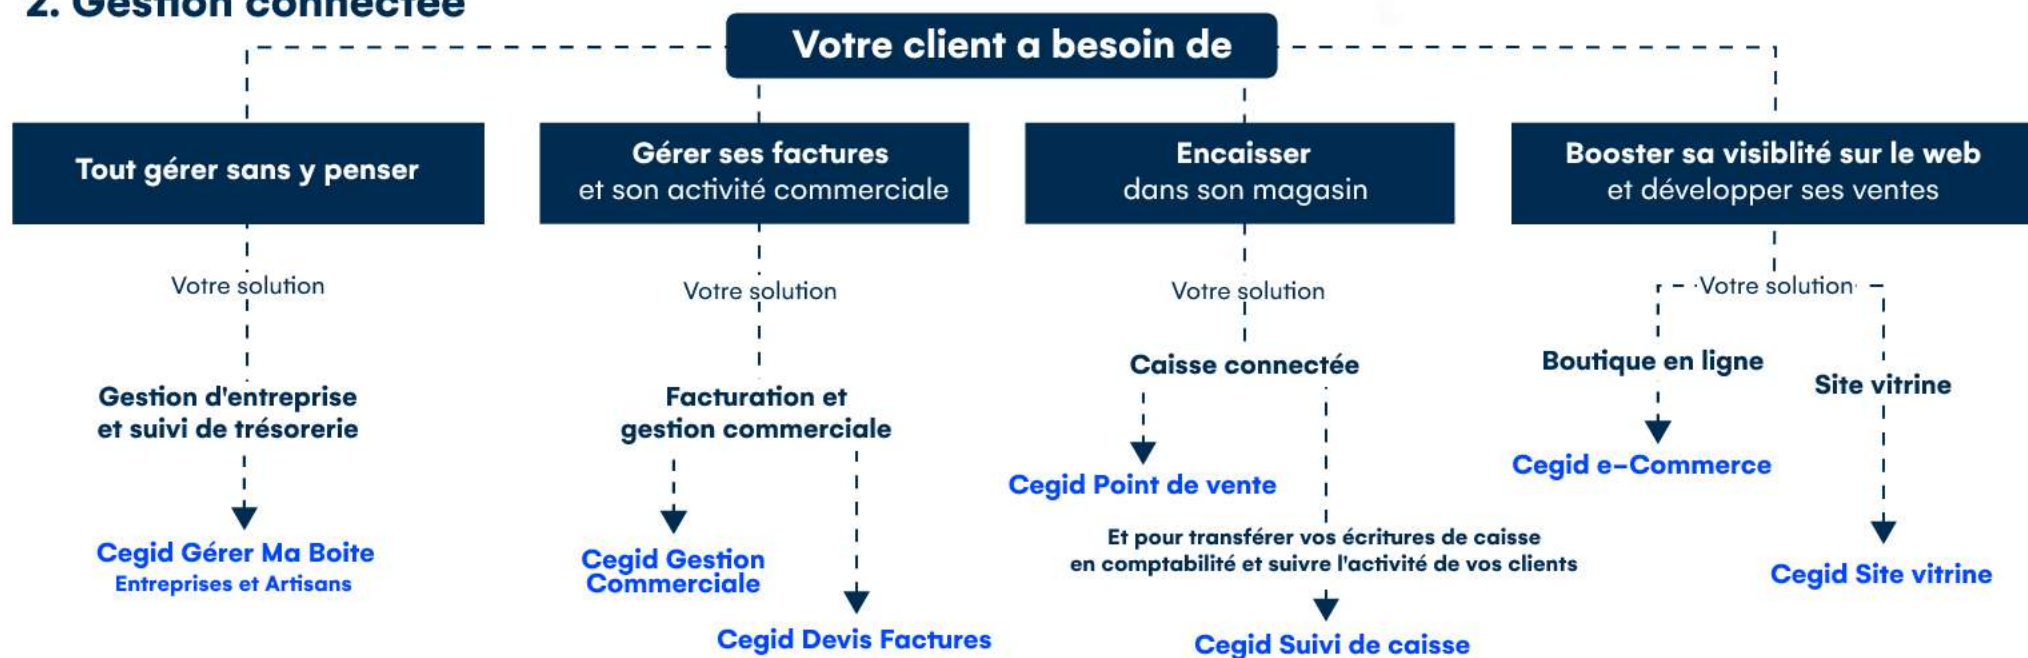 2. Gestion connectée
Votre client a besoin de
Tout gérer sans y penser
Votre solution
Gestion d'entreprise
et suivi de trésorerie
Cegid Gérer Ma Boite
Entreprises et Artisans
Gérer ses factures
et son activité commerciale
Votre solution
Facturation et
gestion commerciale
Cegid Gestion
Commerciale
Cegid Devis Factures
Encaisser
dans son magasin
Votre solution
Caisse connectée
Cegid Point de vente
Et pour transférer vos écritures de caisse
en comptabilité et suivre l'activité de vos clients
Cegid Suivi de caisse
Booster sa visiblité sur le web
et développer ses ventes
Votre solution
Boutique en ligne
Cegid e-Commerce
Site vitrine
Cegid Site vitrine